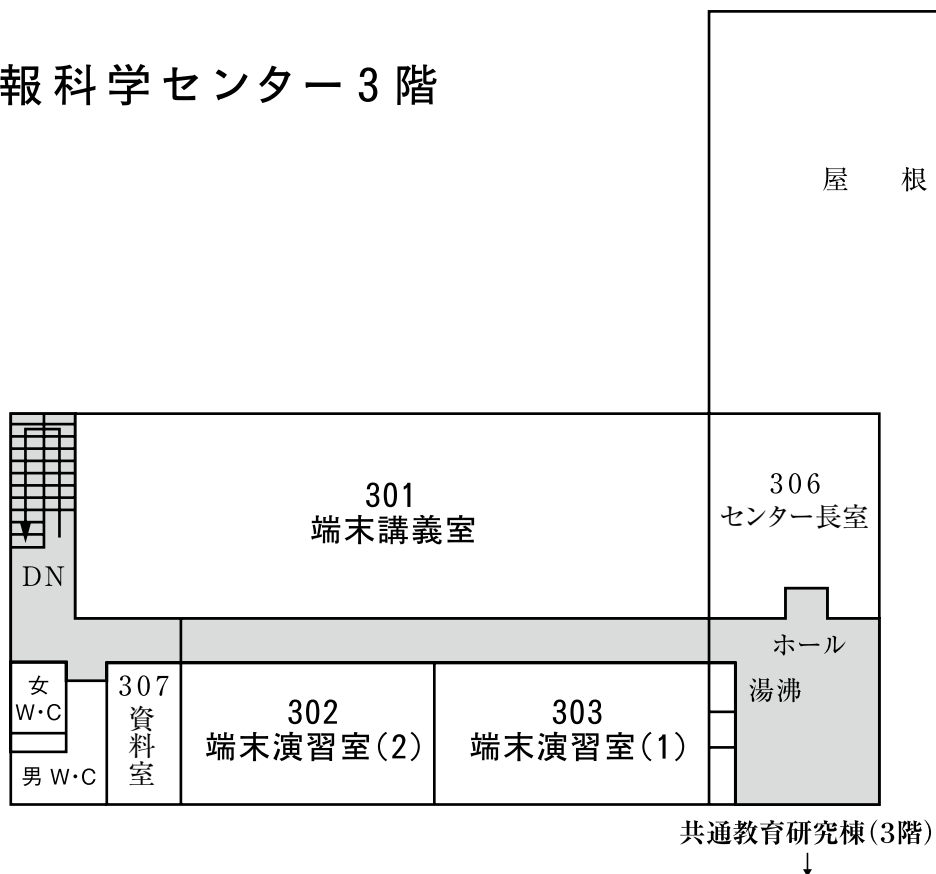 報科学センター3階
屋 根
301
端末講義室
306
センター長室
DN
ホール
湯沸
女
W・C
男 W・C
307
資料室
302
端末演習室(2)
303
端末演習室(1)
共通教育研究棟(3階)
↓